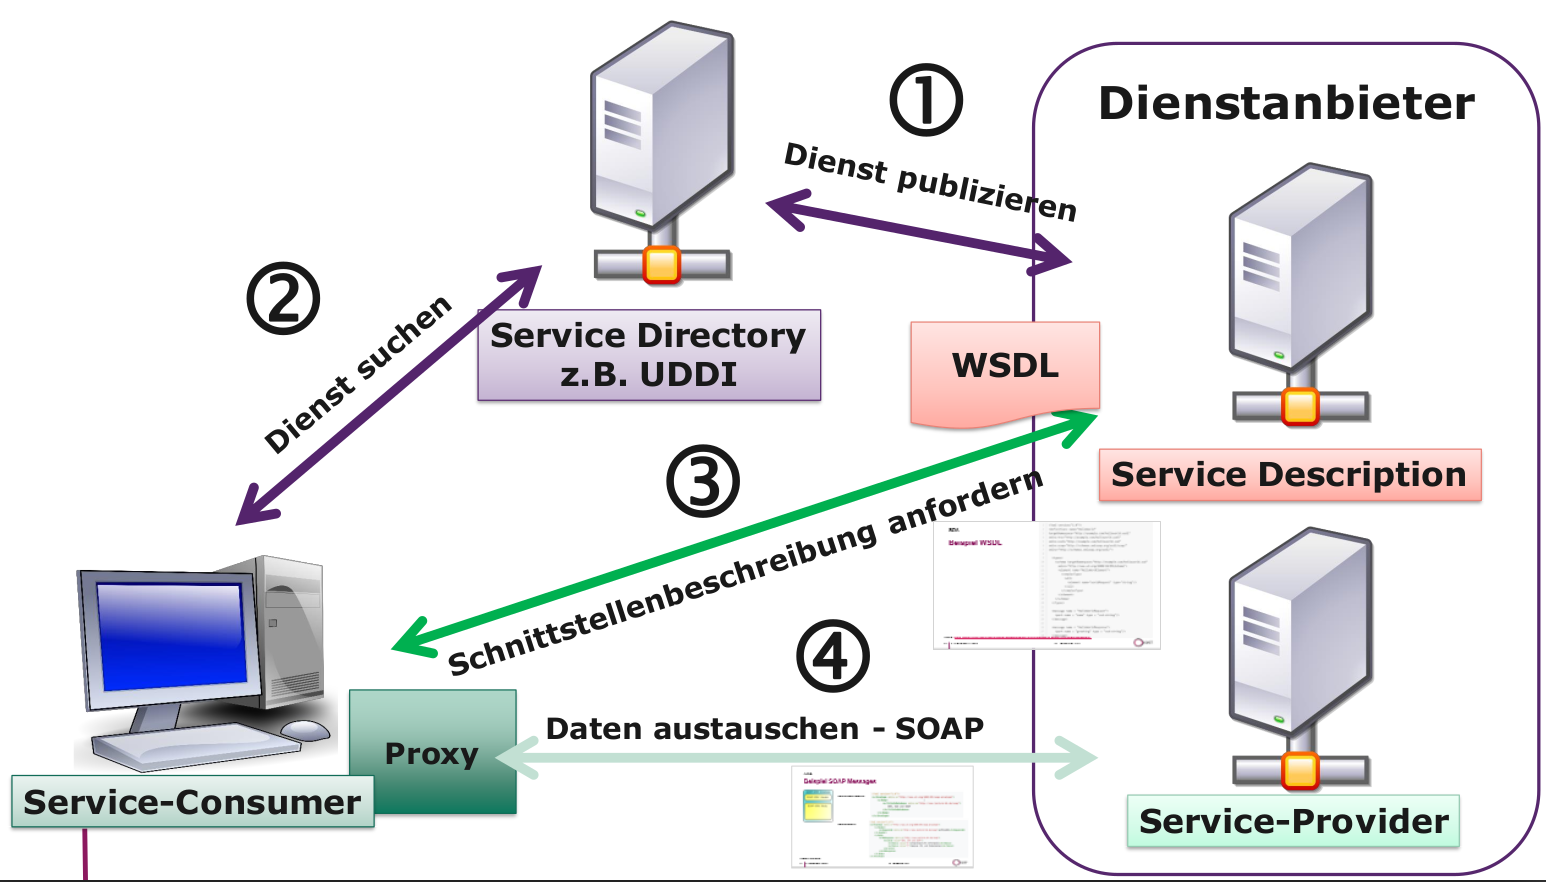 ①
Dienstanbieter
Dienst publizieren
②
Dienst suchen
Service Directory
z.B. UDDI
WSDL
③
Schnittstellenbeschreibung anfordern
Service Description
Beispiel WSDL
④
Proxy
Daten austauschen - SOAP
Beispiel SOAP Messages
Service-Consumer
Service-Provider